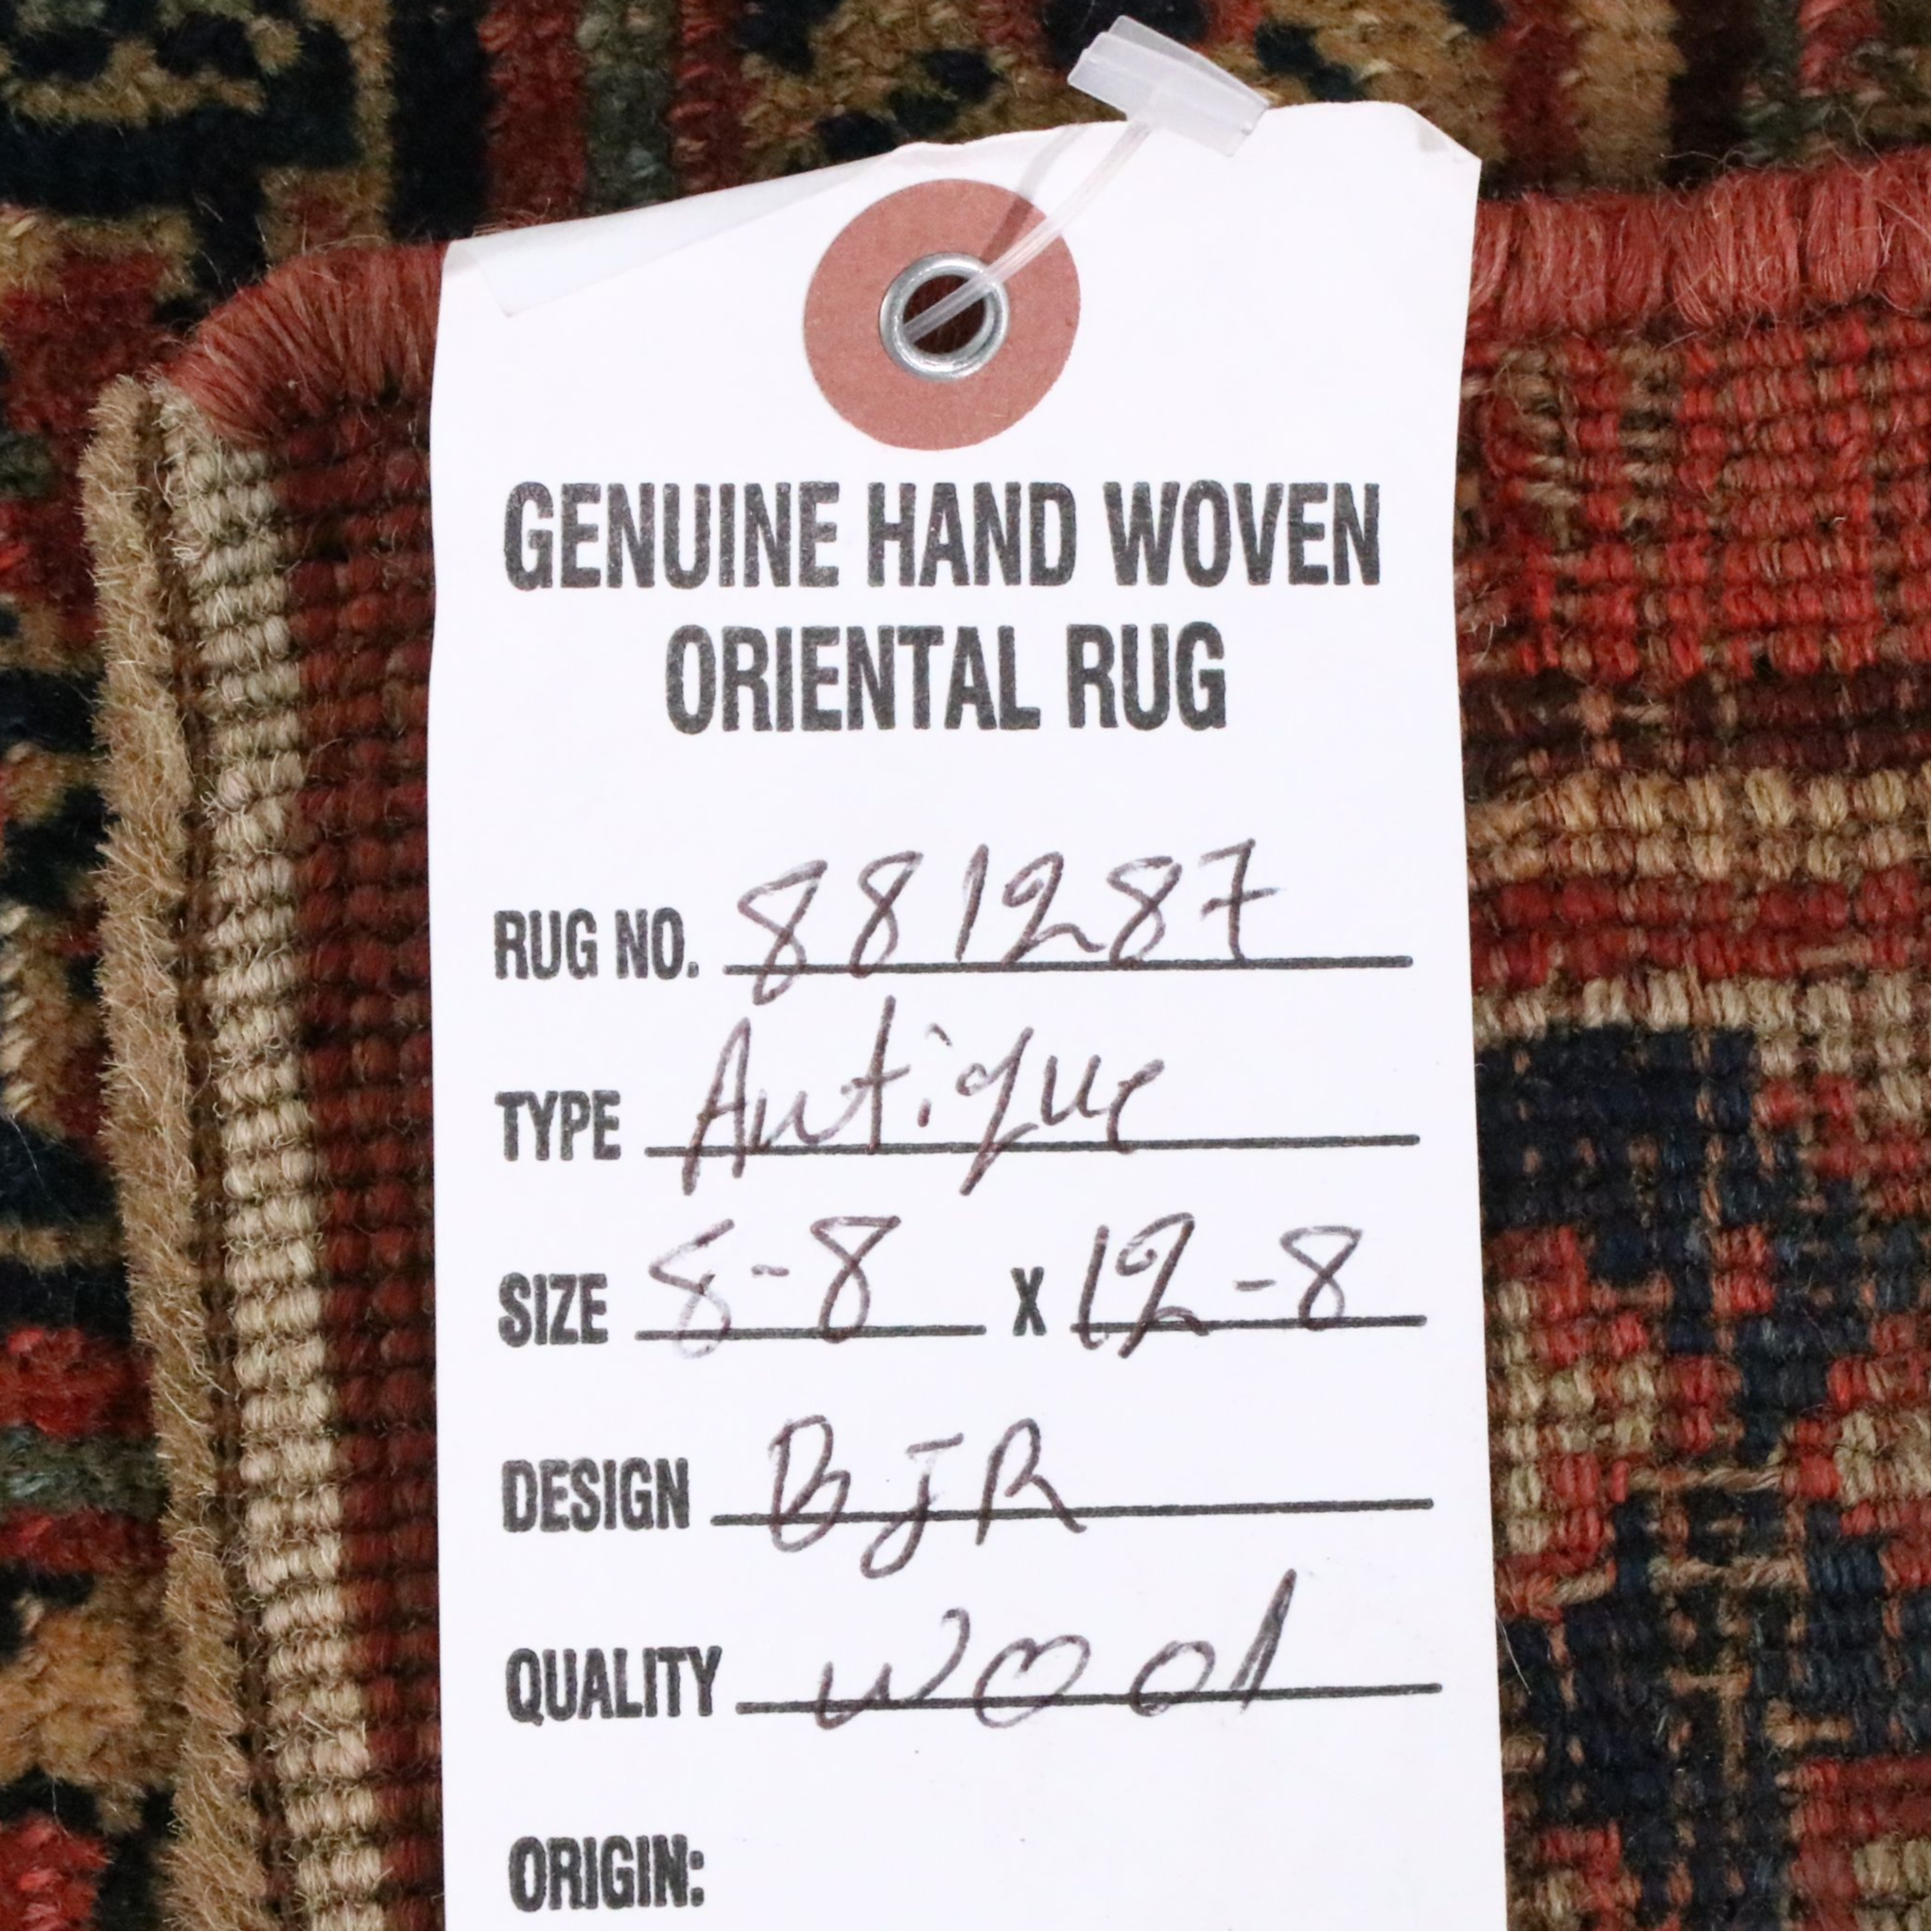 GENUINE HAND WOVEN
ORIENTAL RUG
RUG NO. 881287
TYPE Antique
SIZE 8-8 X 12-8
DESIGN BJR
QUALITY wool
ORIGIN: